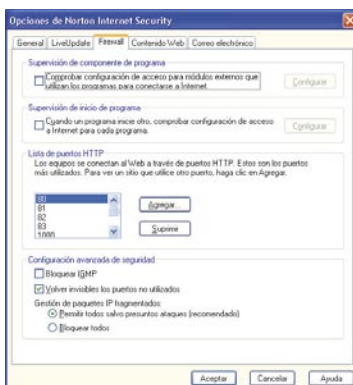 Opciones de Norton Internet Security
General LiveUpdate Firewall Contenido Web Correo electrónico
Supervisión de componente de programa
Comprobar configuración de acceso para módulos externos que
utilizan los programas para conectarse a Internet.
Configurar
Supervisión de inicio de programa
Cuando un programa inicie otro, comprobar configuración de acceso
a Internet para cada programa.
Configurar
Lista de puertos HTTP
Los equipos se conectan al Web a través de puertos HTTP. Estos son los puertos
más utilizados. Para ver un sitio que utilice otro puerto, haga clic en Agregar.
80
81
82
83
1000
Agregar...
Suprimir
Configuración avanzada de seguridad
Bloquear IGMP
Volver invisibles los puertos no utilizados
Gestión de paquetes IP fragmentados:
Permitir todos salvo presuntos ataques (recomendado)
Bloquear todos
Aceptar Cancelar Ayuda